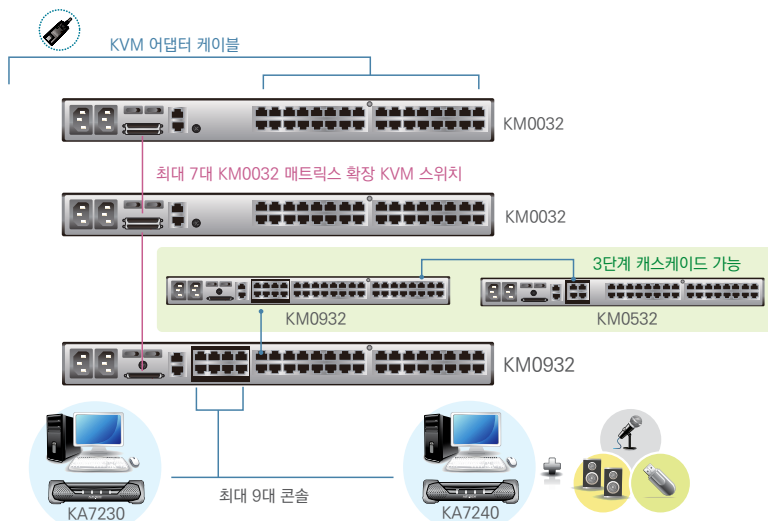 KVM 어댑터 케이블
KM0032
최대 7대 KM0032 매트릭스 확장 KVM 스위치
KM0032
3단계 캐스케이드 가능
KM0932
KM0532
KM0932
최대 9대 콘솔
KA7230
KA7240